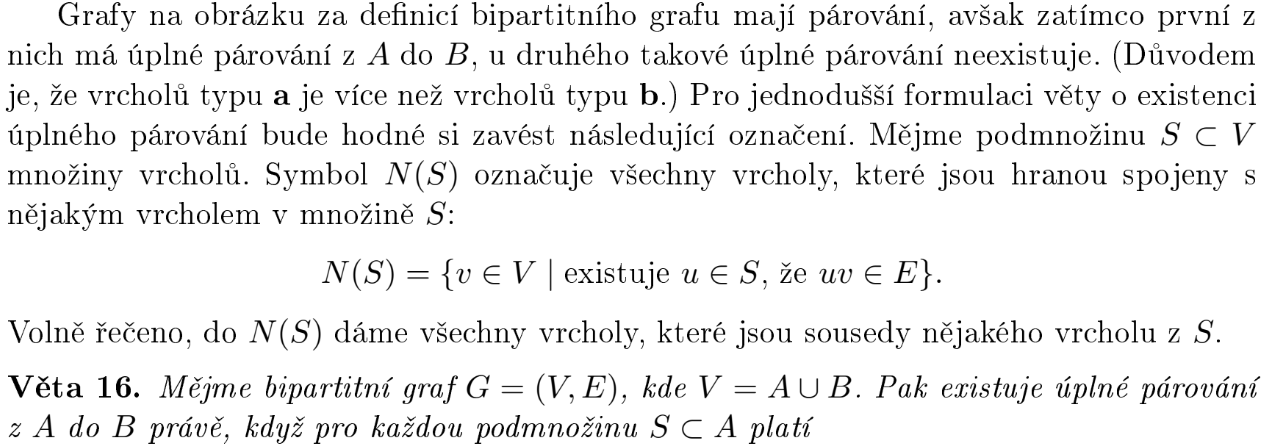 Grafy na obrázku za definicí bipartitního grafu mají párování, avšak zatímco první z
nich má úplné párování z A do B, u druhého takové úplné párování neexistuje. (Důvodem
je, že vrcholů typu a je více než vrcholů typu b.) Pro jednodušší formulaci věty o existenci
úplného párování bude hodné si zavést následující označení. Mějme podmnožinu S ⊂ V
množiny vrcholů. Symbol N(S) označuje všechny vrcholy, které jsou hranou spojeny s
nějakým vrcholem v množině S:
N(S) = {v ∈ V | existuje u ∈ S, že uv ∈ E}.
Volně řečeno, do N(S) dáme všechny vrcholy, které jsou sousedy nějakého vrcholu z S.
Věta 16. Mějme bipartitní graf G = (V, E), kde V = A ∪ B. Pak existuje úplné párování
z A do B právě, když pro každou podmnožinu S ⊂ A platí